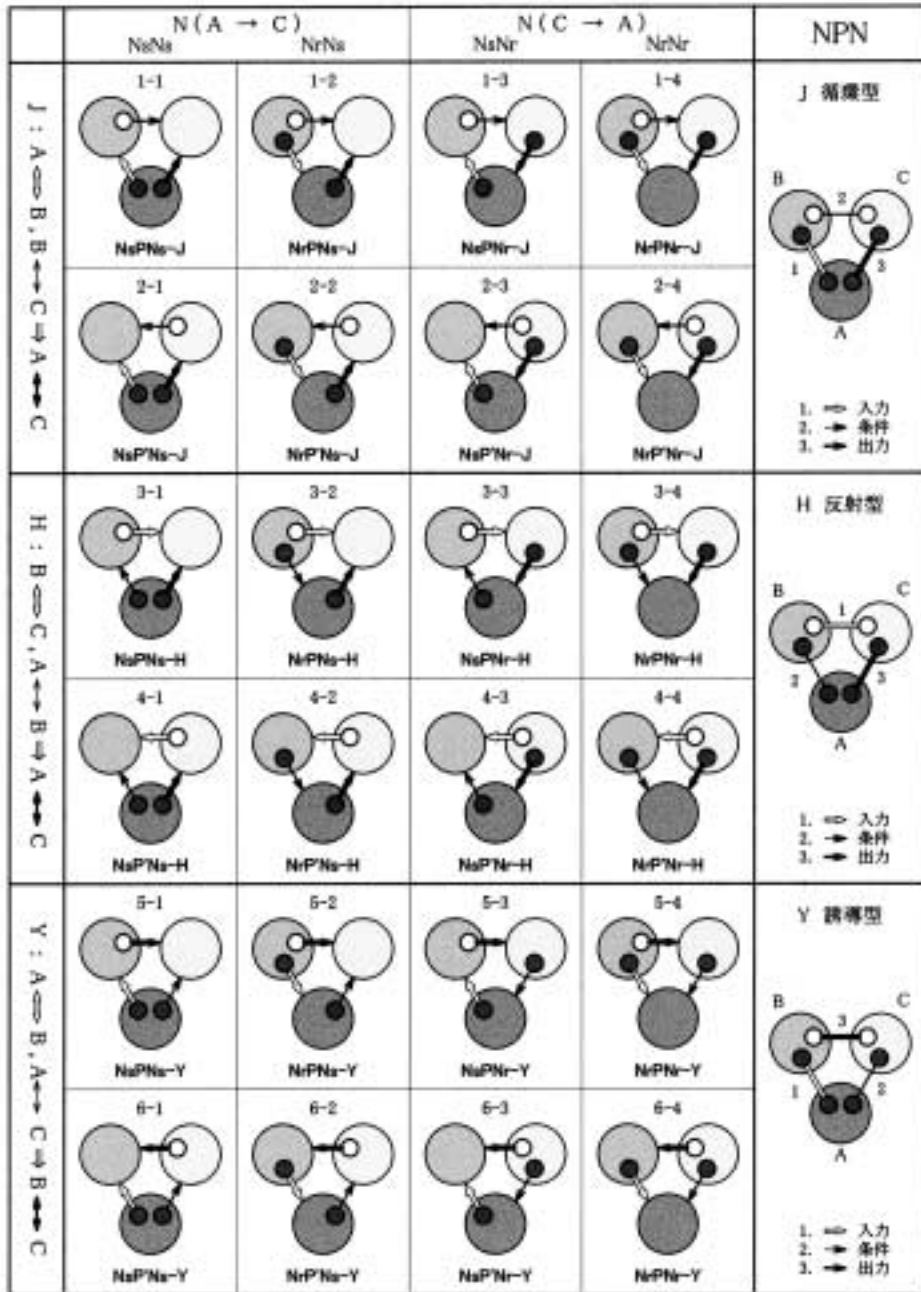 N ( A → C )
N ( C → A )
NPN
NsNs
NrNs
NsNr
NrNr
J : A ⇔ B , B ↔ C ⇒ A ⬌ C
1-1
1-2
1-3
1-4
NsPNs-J
NrPNs-J
NsPNr-J
NrPNr-J
2-1
2-2
2-3
2-4
NsP'Ns-J
NrP'Ns-J
NsP'Nr-J
NrP'Nr-J
J 循環型
B
C
2
1
3
A
1. ⇨ 入力
2. → 条件
3. ➡ 出力
H : B ⇔ C , A ↔ B ⇒ A ⬌ C
3-1
3-2
3-3
3-4
NsPNs-H
NrPNs-H
NsPNr-H
NrPNr-H
4-1
4-2
4-3
4-4
NsP'Ns-H
NrP'Ns-H
NsP'Nr-H
NrP'Nr-H
H 反射型
B
C
1
2
3
A
1. ⇨ 入力
2. → 条件
3. ➡ 出力
Y : A ⇔ B , A ↔ C ⇒ B ⬌ C
5-1
5-2
5-3
5-4
NsPNs-Y
NrPNs-Y
NsPNr-Y
NrPNr-Y
6-1
6-2
6-3
6-4
NsP'Ns-Y
NrP'Ns-Y
NsP'Nr-Y
NrPNr-Y
Y 誘導型
B
C
3
1
2
A
1. ⇨ 入力
2. → 条件
3. ➡ 出力